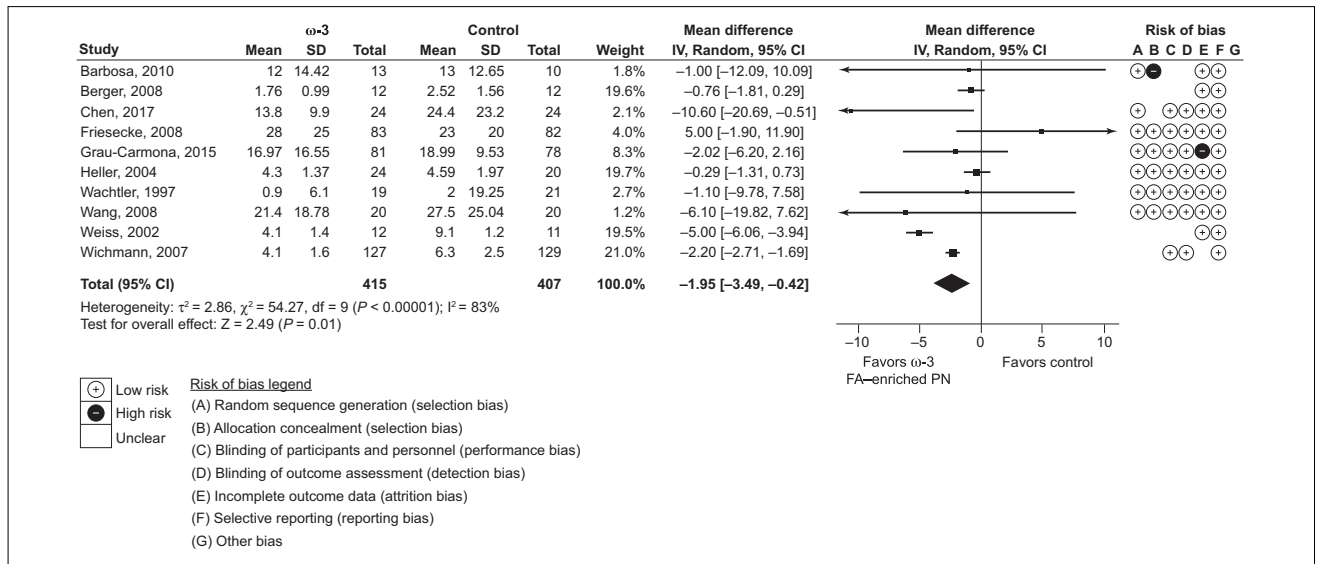 ω-3 Control Mean difference Mean difference Risk of bias
Study Mean SD Total Mean SD Total Weight IV, Random, 95% CI IV, Random, 95% CI A B C D E F G
Barbosa, 2010 12 14.42 13 13 12.65 10 1.8% −1.00 [−12.09, 10.09] + − + +
Berger, 2008 1.76 0.99 12 2.52 1.56 12 19.6% −0.76 [−1.81, 0.29] + +
Chen, 2017 13.8 9.9 24 24.4 23.2 24 2.1% −10.60 [−20.69, −0.51] + + + + +
Friesecke, 2008 28 25 83 23 20 82 4.0% 5.00 [−1.90, 11.90] + + + + + +
Grau-Carmona, 2015 16.97 16.55 81 18.99 9.53 78 8.3% −2.02 [−6.20, 2.16] + + + + − +
Heller, 2004 4.3 1.37 24 4.59 1.97 20 19.7% −0.29 [−1.31, 0.73] + + + + + +
Wachtler, 1997 0.9 6.1 19 2 19.25 21 2.7% −1.10 [−9.78, 7.58] + + + + + +
Wang, 2008 21.4 18.78 20 27.5 25.04 20 1.2% −6.10 [−19.82, 7.62] + + + + + +
Weiss, 2002 4.1 1.4 12 9.1 1.2 11 19.5% −5.00 [−6.06, −3.94] + +
Wichmann, 2007 4.1 1.6 127 6.3 2.5 129 21.0% −2.20 [−2.71, −1.69] + + +
Total (95% CI) 415 407 100.0% −1.95 [−3.49, −0.42]
Heterogeneity: τ² = 2.86, χ² = 54.27, df = 9 (P < 0.00001); I² = 83%
Test for overall effect: Z = 2.49 (P = 0.01)
−10 −5 0 5 10
Favors ω-3 Favors control
FA–enriched PN
+ Low risk
− High risk
Unclear
Risk of bias legend
(A) Random sequence generation (selection bias)
(B) Allocation concealment (selection bias)
(C) Blinding of participants and personnel (performance bias)
(D) Blinding of outcome assessment (detection bias)
(E) Incomplete outcome data (attrition bias)
(F) Selective reporting (reporting bias)
(G) Other bias